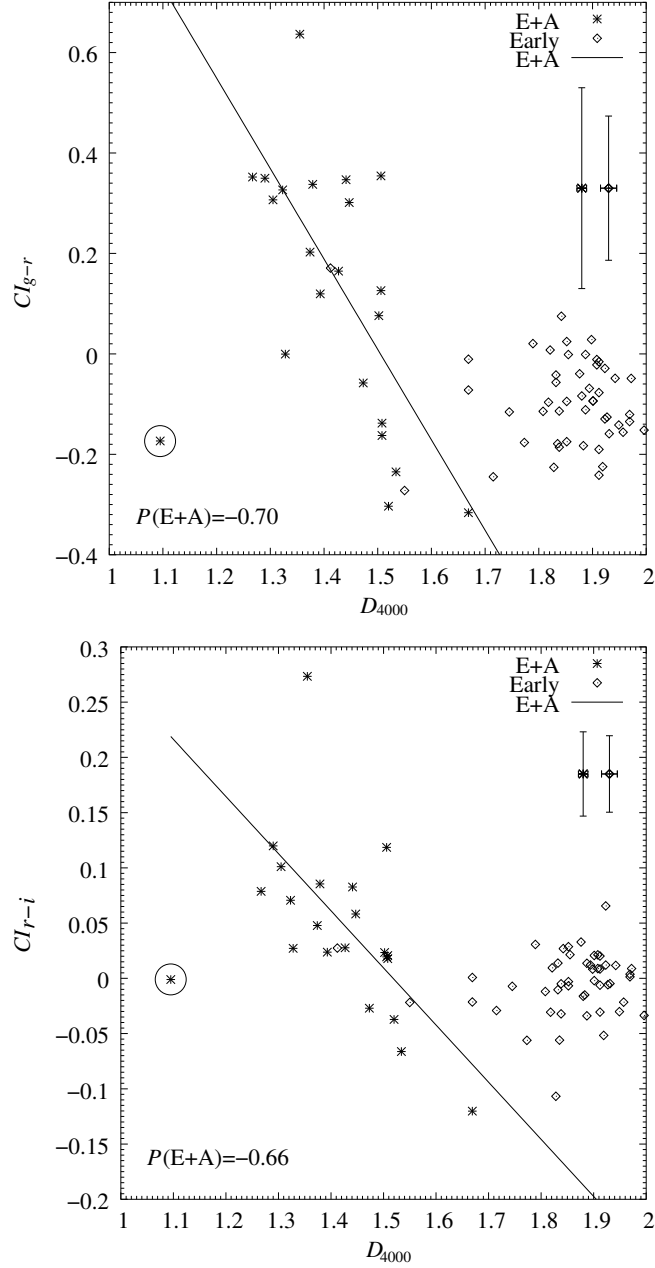 0.6
0.4
0.2
0
−0.2
−0.4
CI g−r
E+A
Early
E+A
P(E+A)=−0.70
1 1.1 1.2 1.3 1.4 1.5 1.6 1.7 1.8 1.9 2
D4000
0.3
0.25
0.2
0.15
0.1
0.05
0
−0.05
−0.1
−0.15
−0.2
CI r−i
E+A
Early
E+A
P(E+A)=−0.66
1 1.1 1.2 1.3 1.4 1.5 1.6 1.7 1.8 1.9 2
D4000